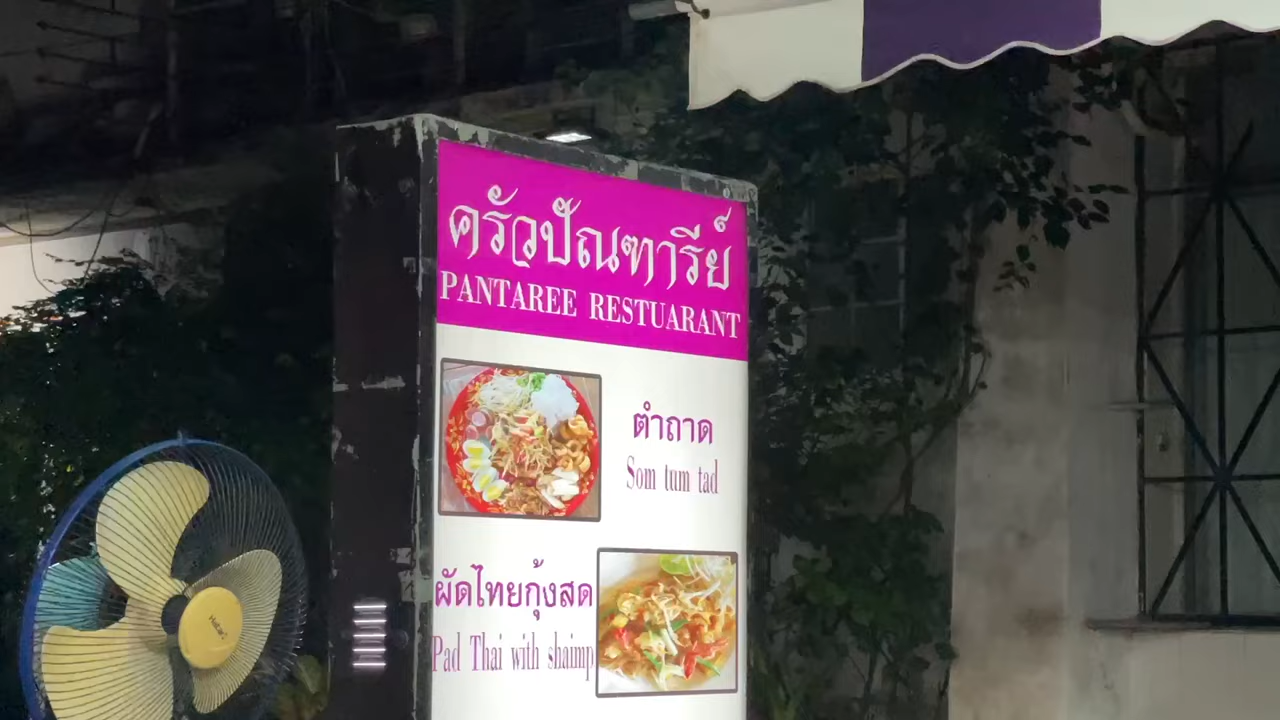 ครัวปัณฑารีย์
PANTAREE RESTUARANT
ตำถาด
Som tum tad
ผัดไทยกุ้งสด
Pad Thai with shaimp
Hatari